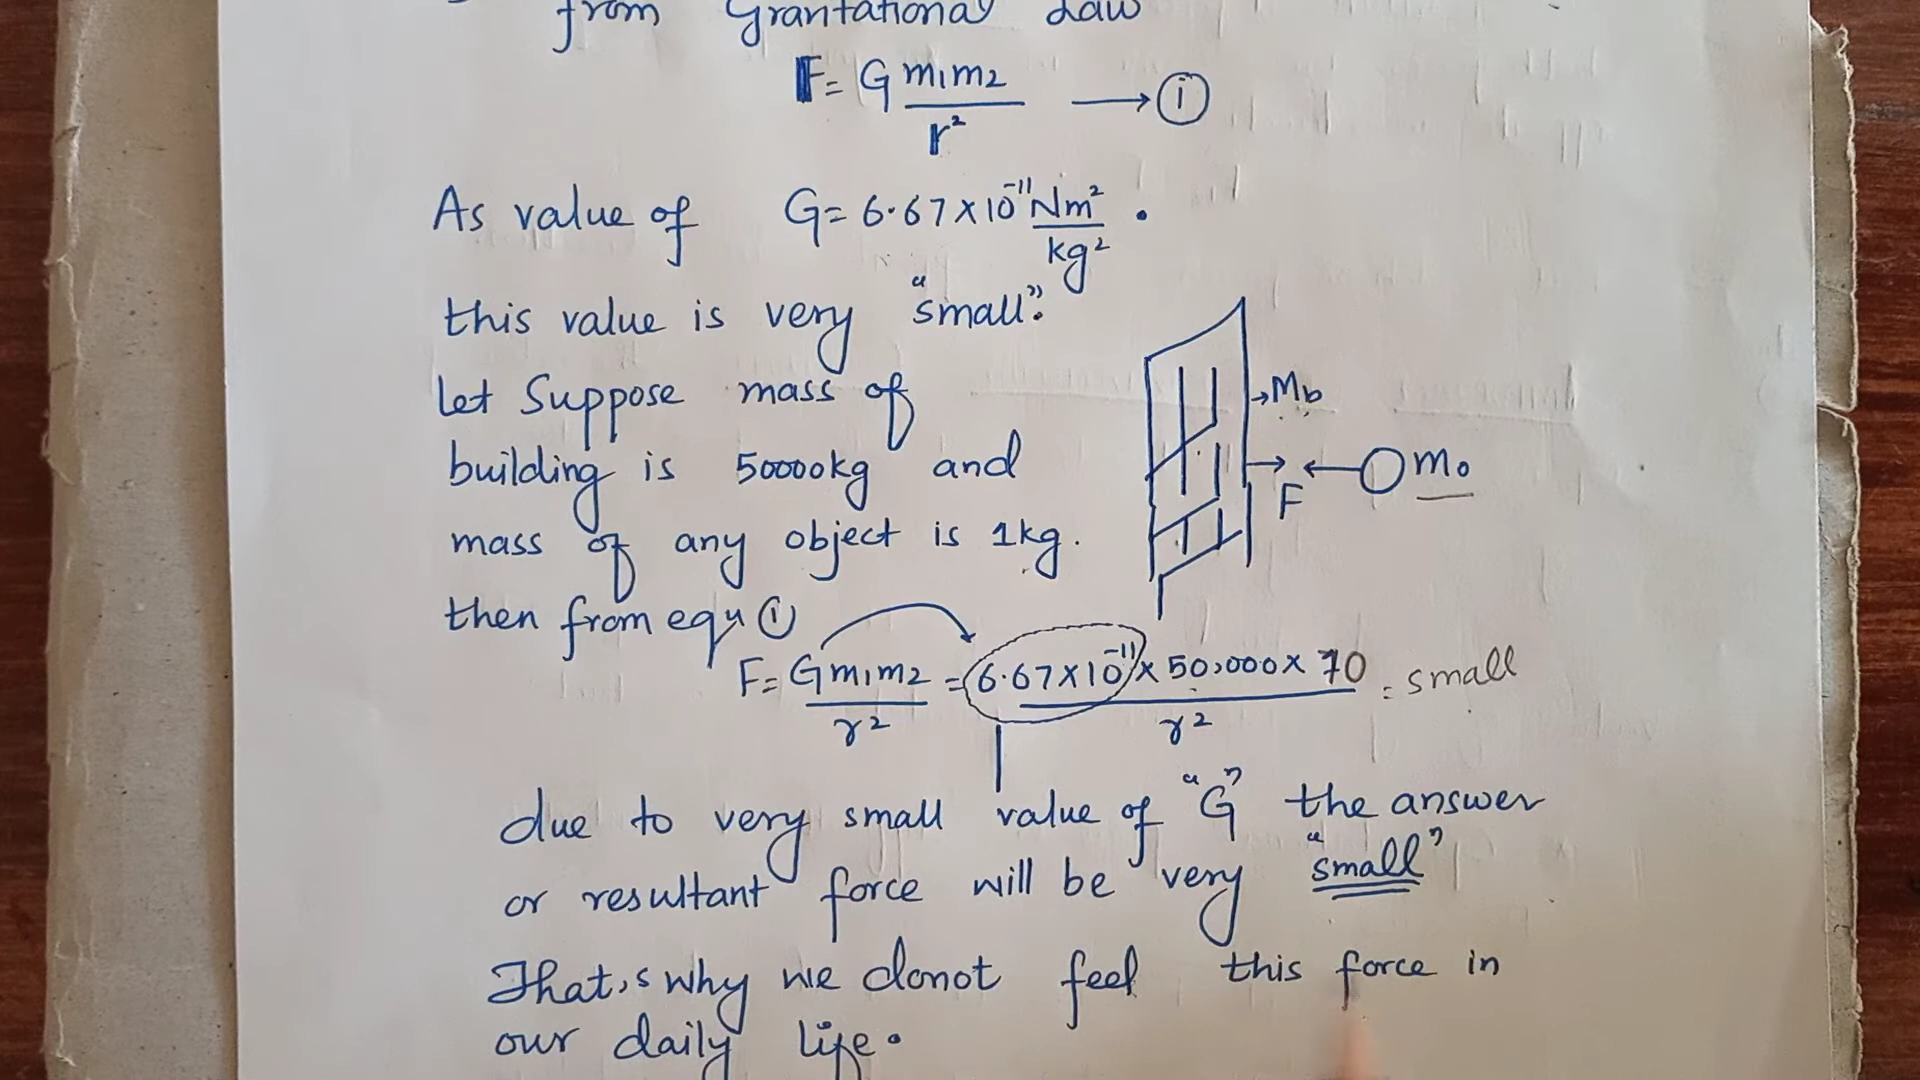 from Gravitational Law
F = G m₁m₂ / r² → (i)
As value of G = 6.67×10⁻¹¹ Nm²/kg² .
this value is very "small".
let Suppose mass of
→ Mb
building is 50000kg and
F
mo
mass of any object is 1kg.
then from equ (1)
F = Gm₁m₂ / r² = 6.67×10⁻¹¹ × 50,000 × 70 / r² = small
due to very small value of "G" the answer
or resultant force will be very "small"
That,s why we donot feel this force in
our daily life.